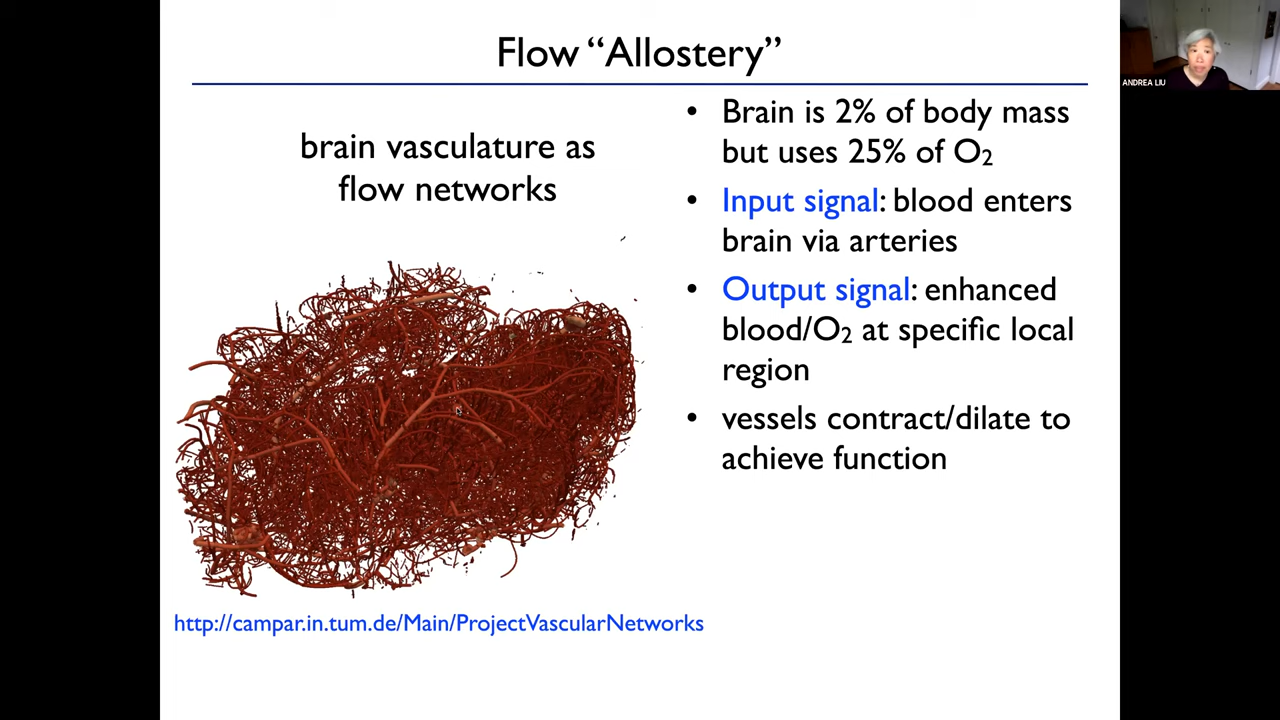 Flow “Allostery”
ANDREA LIU
brain vasculature as
flow networks
• Brain is 2% of body mass
but uses 25% of O₂
• Input signal: blood enters
brain via arteries
• Output signal: enhanced
blood/O₂ at specific local
region
• vessels contract/dilate to
achieve function
http://campar.in.tum.de/Main/ProjectVascularNetworks